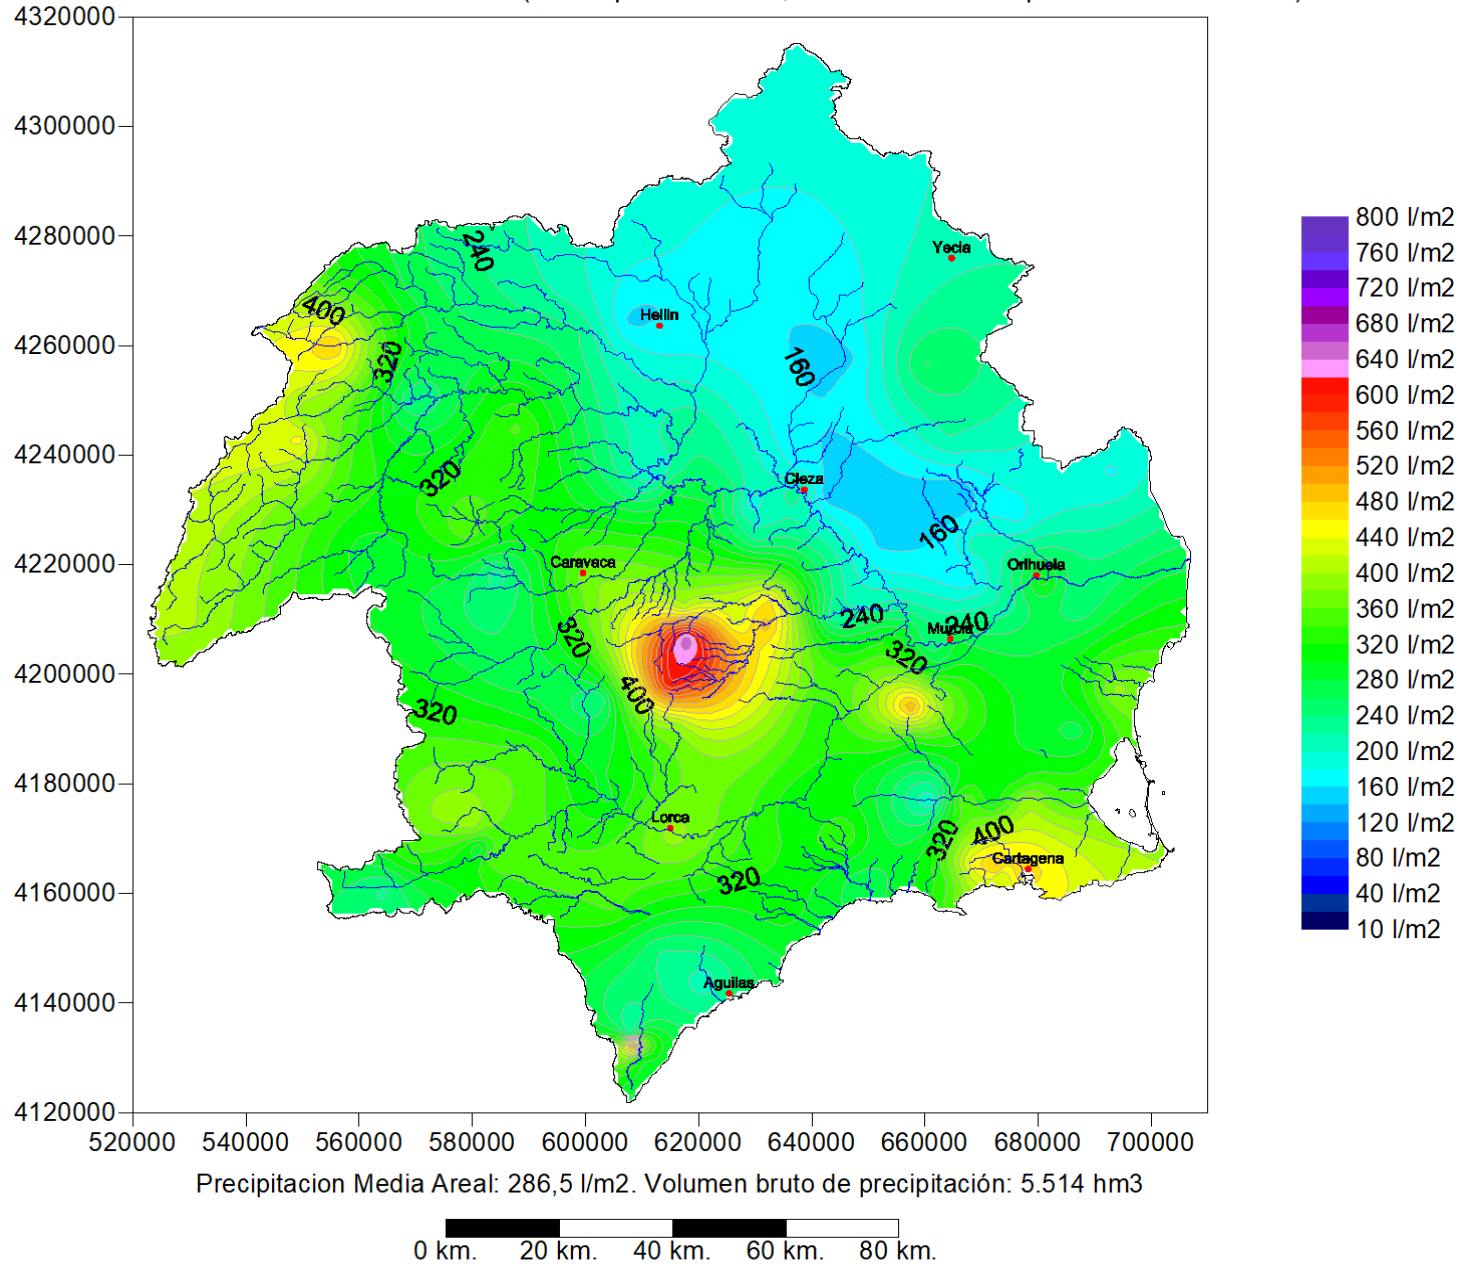 4320000
4300000
4280000
4260000
4240000
4220000
4200000
4180000
4160000
4140000
4120000
520000 540000 560000 580000 600000 620000 640000 660000 680000 700000
240
Yecla
400
Hellin
320
160
320
Cieza
160
Caravaca
Orihuela
240
240
Murcia
320
320
400
320
Lorca
320
400
Cartagena
320
Aguilas
800 l/m2
760 l/m2
720 l/m2
680 l/m2
640 l/m2
600 l/m2
560 l/m2
520 l/m2
480 l/m2
440 l/m2
400 l/m2
360 l/m2
320 l/m2
280 l/m2
240 l/m2
200 l/m2
160 l/m2
120 l/m2
80 l/m2
40 l/m2
10 l/m2
Precipitacion Media Areal: 286,5 l/m2. Volumen bruto de precipitación: 5.514 hm3
0 km. 20 km. 40 km. 60 km. 80 km.